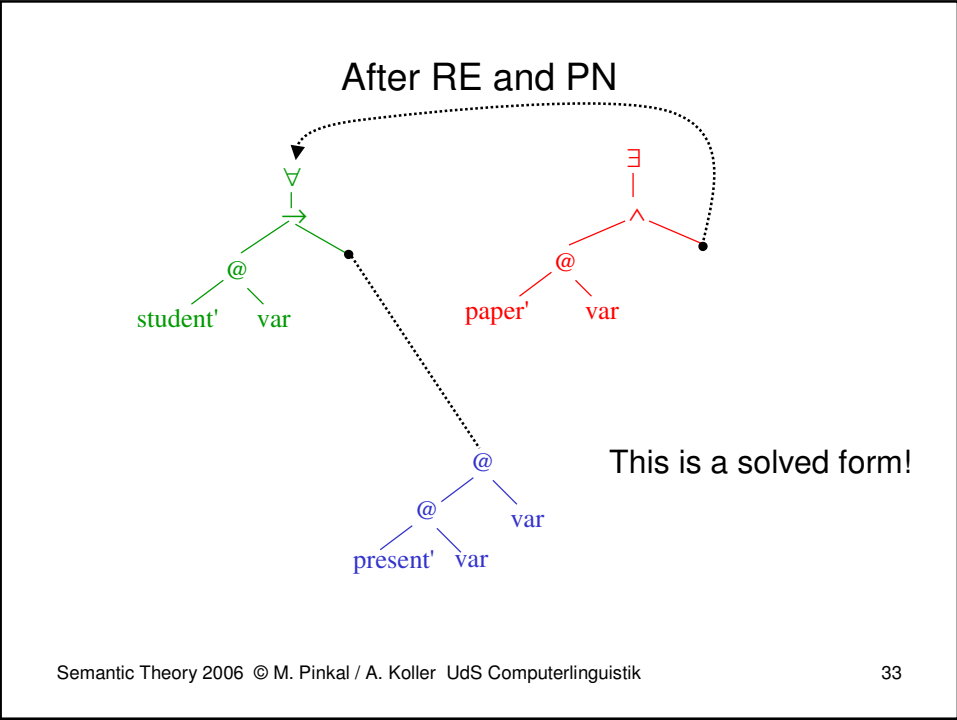 After RE and PN
∀
∃
→
∧
@
@
student' var
paper' var
@
This is a solved form!
@
var
present' var
Semantic Theory 2006 © M. Pinkal / A. Koller UdS Computerlinguistik 33